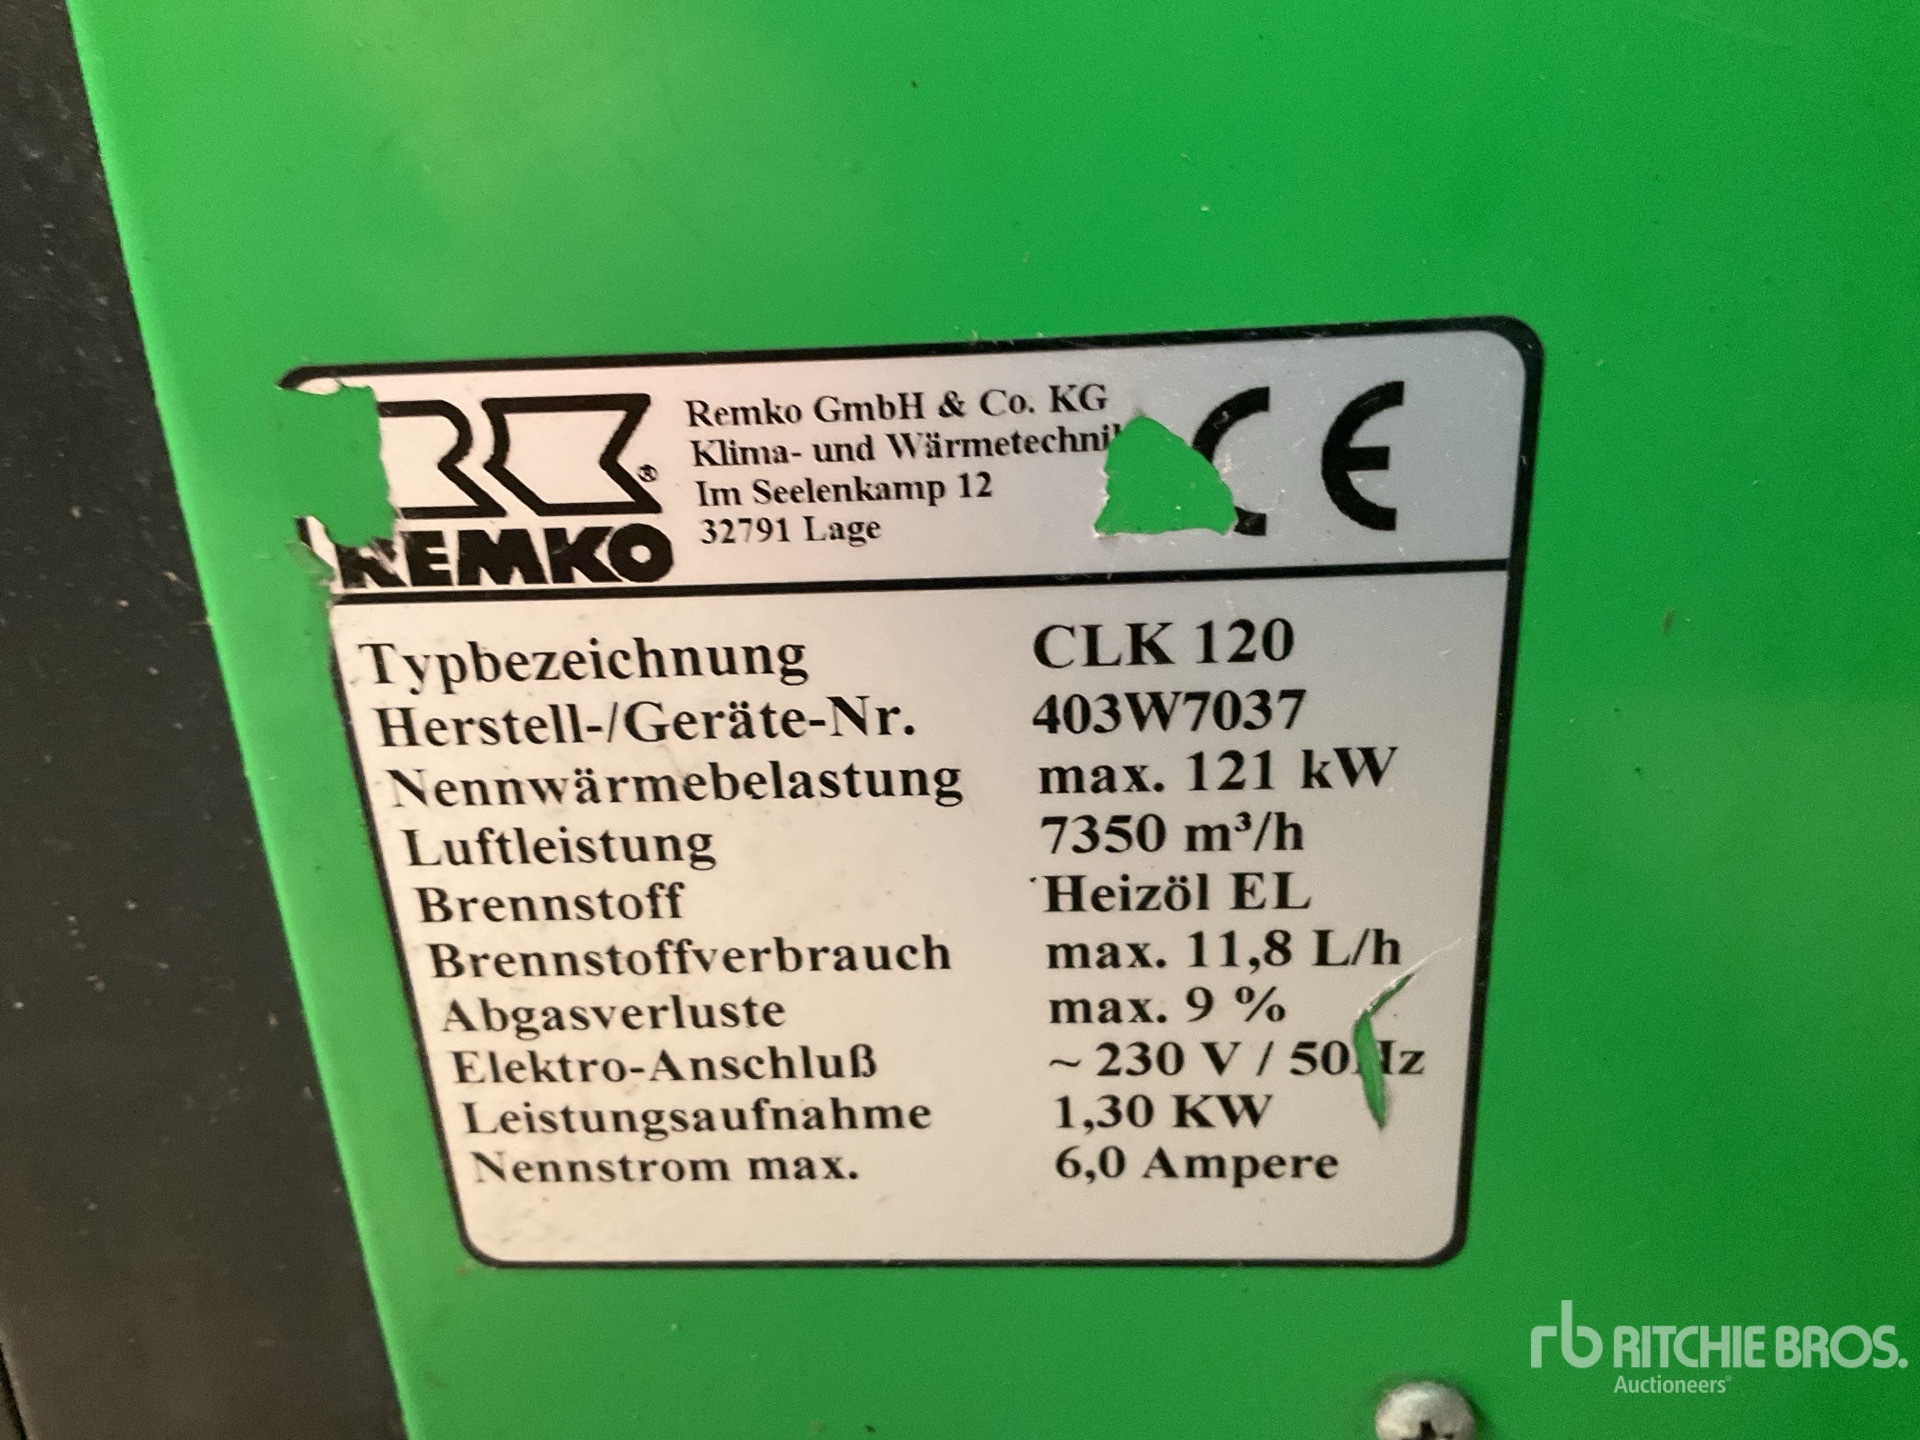 REMKO ®
Remko GmbH & Co. KG
Klima- und Wärmetechnik
Im Seelenkamp 12
32791 Lage
CE
Typbezeichnung CLK 120
Herstell-/Geräte-Nr. 403W7037
Nennwärmebelastung max. 121 kW
Luftleistung 7350 m³/h
Brennstoff Heizöl EL
Brennstoffverbrauch max. 11,8 L/h
Abgasverluste max. 9 %
Elektro-Anschluß ~ 230 V / 50Hz
Leistungsaufnahme 1,30 KW
Nennstrom max. 6,0 Ampere
rb RITCHIE BROS.
Auctioneers®